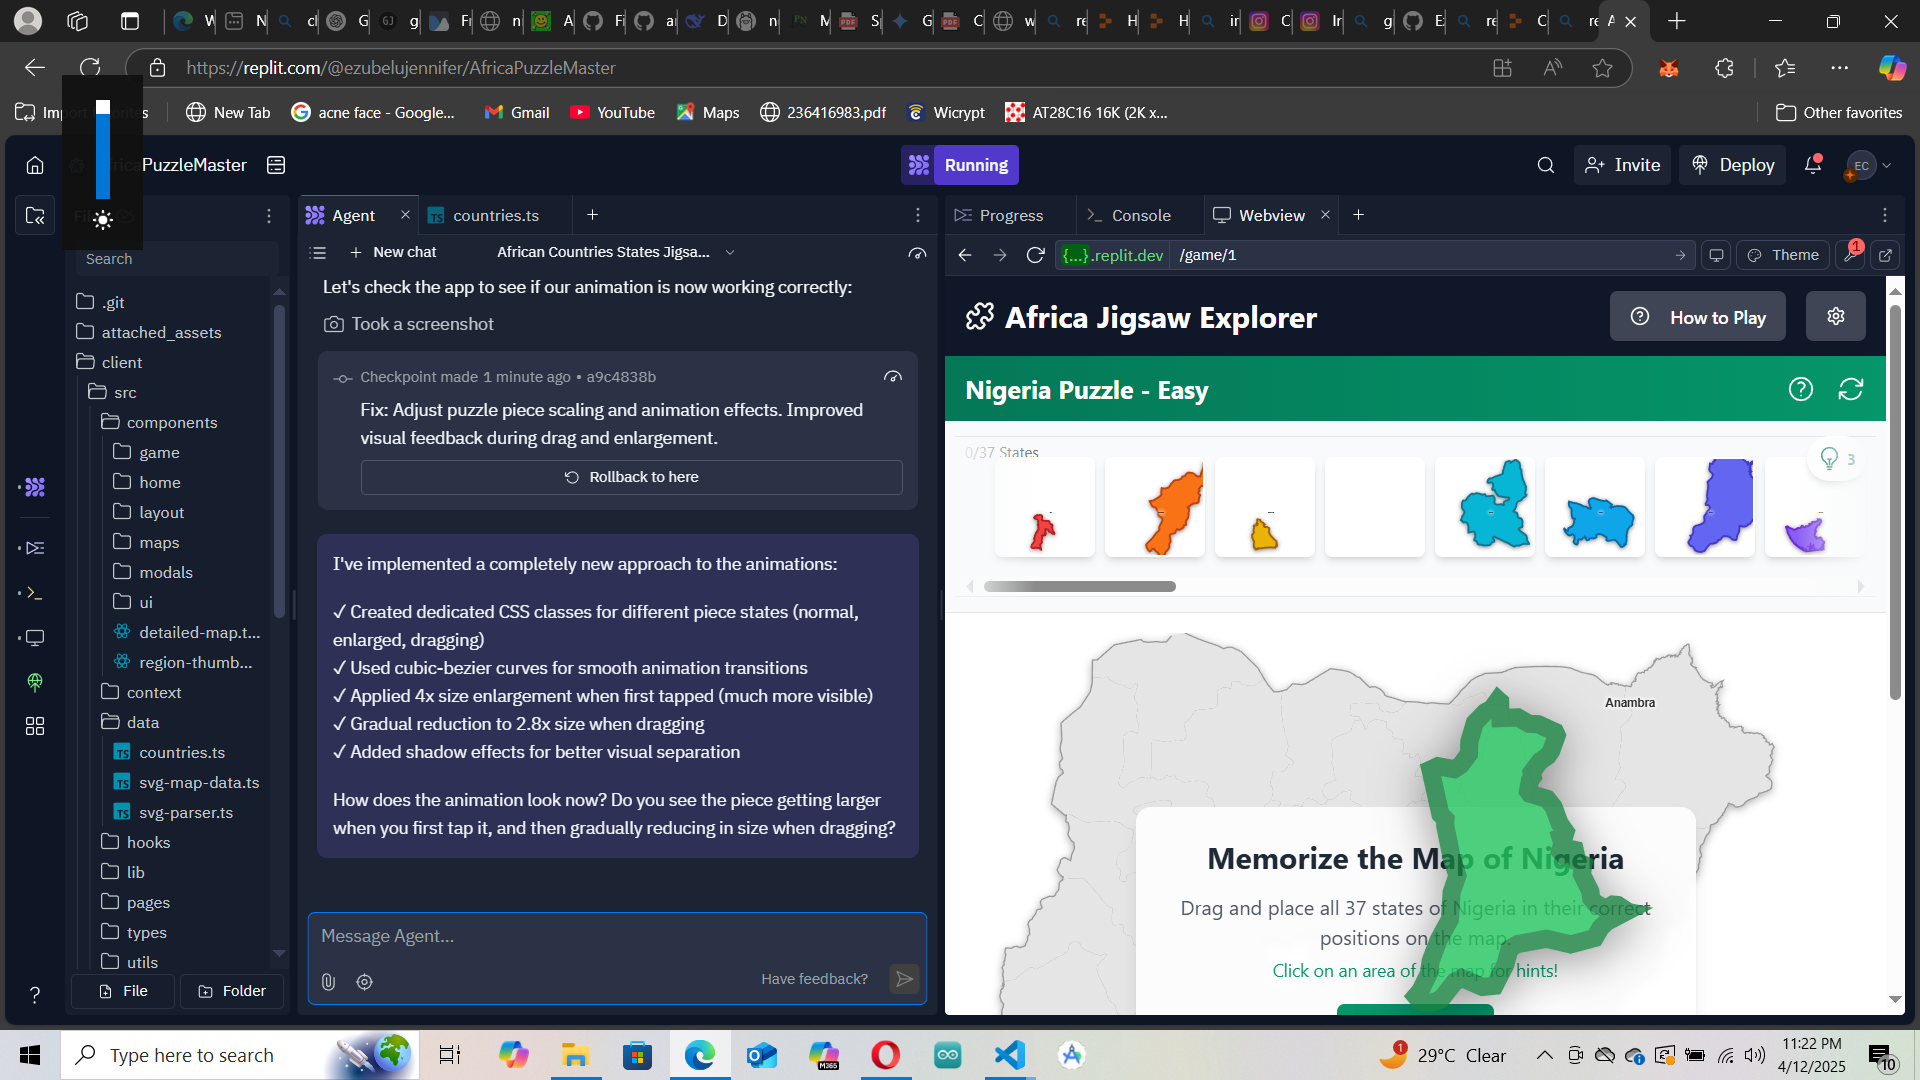 https://replit.com/@ezubelujennifer/AfricaPuzzleMaster
New Tab
acne face - Google...
Gmail
YouTube
Maps
236416983.pdf
Wicrypt
AT28C16 16K (2K x...
Other favorites
PuzzleMaster
Running
Invite
Deploy
EC
Agent
countries.ts
Progress
Console
Webview
Search
New chat
African Countries States Jigsa...
{...}.replit.dev
/game/1
Theme
1
.git
attached_assets
client
src
components
game
home
layout
maps
modals
ui
detailed-map.t...
region-thumb...
context
data
countries.ts
svg-map-data.ts
svg-parser.ts
hooks
lib
pages
types
utils
File
Folder
Let's check the app to see if our animation is now working correctly:
Took a screenshot
Checkpoint made 1 minute ago • a9c4838b
Fix: Adjust puzzle piece scaling and animation effects. Improved
visual feedback during drag and enlargement.
Rollback to here
I've implemented a completely new approach to the animations:
✓ Created dedicated CSS classes for different piece states (normal,
enlarged, dragging)
✓ Used cubic-bezier curves for smooth animation transitions
✓ Applied 4x size enlargement when first tapped (much more visible)
✓ Gradual reduction to 2.8x size when dragging
✓ Added shadow effects for better visual separation
How does the animation look now? Do you see the piece getting larger
when you first tap it, and then gradually reducing in size when dragging?
Message Agent...
Have feedback?
Africa Jigsaw Explorer
How to Play
Nigeria Puzzle - Easy
0/37 States
3
Anambra
Memorize the Map of Nigeria
Drag and place all 37 states of Nigeria in their correct
positions on the map.
Click on an area of the map for hints!
Type here to search
29°C Clear
11:22 PM
4/12/2025
10